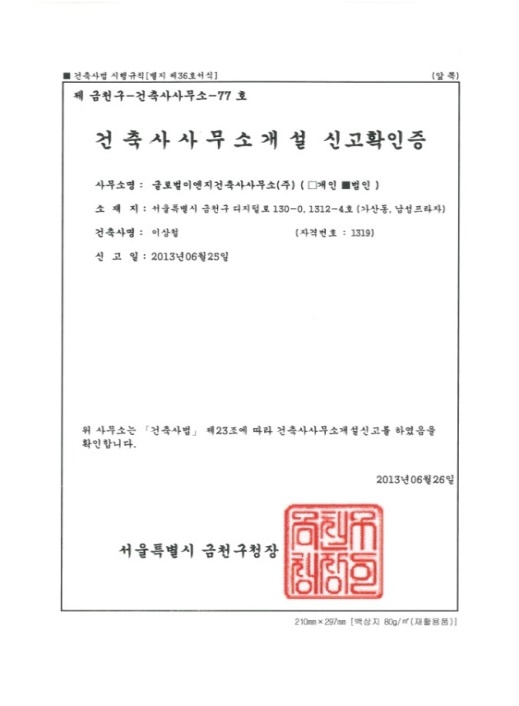 ■ 건축사법 시행규칙[별지 제36호서식] (앞 쪽)
제 금천구-건축사사무소-77 호
건 축 사 사 무 소 개 설 신고확인증
사무소명 : 글로벌이앤지건축사사무소(주) ( □개인 ■법인 )
소 재 지 : 서울특별시 금천구 디지털로 130-0, 1312-4호 (가산동, 남성프라자)
건축사명 : 이상철 (자격번호 : 1319)
신 고 일 : 2013년06월25일
위 사무소는 「건축사법」 제23조에 따라 건축사사무소개설신고를 하였음을
확인합니다.
2013년06월26일
서울특별시 금천구청장
210㎜×297㎜ [백상지 80g/㎡(재활용품)]